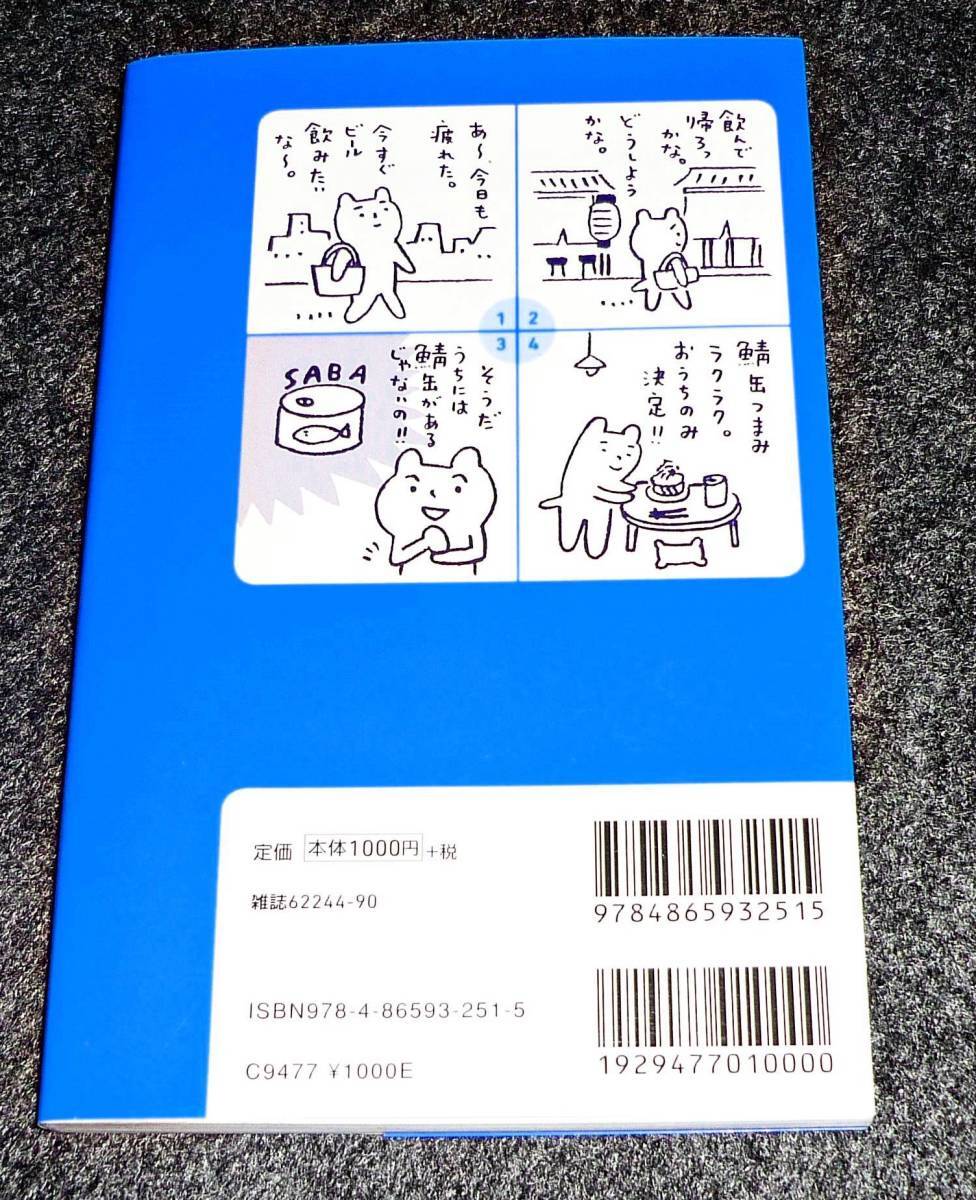 あ〜、今日も
疲れた。
今すぐ
ビール
飲みたい
な〜。
飲んで
帰ろっ
かな。
どうしよう
かな。
1
2
3
4
SABA
そうだ
うちには
鯖缶がある
じゃないの!!
鯖缶つまみ
ラクラク。
おうちのみ
決定!!
定価 本体1000円 +税
雑誌62244-90
9784865932515
ISBN978-4-86593-251-5
C9477 ¥1000E
1929477010000